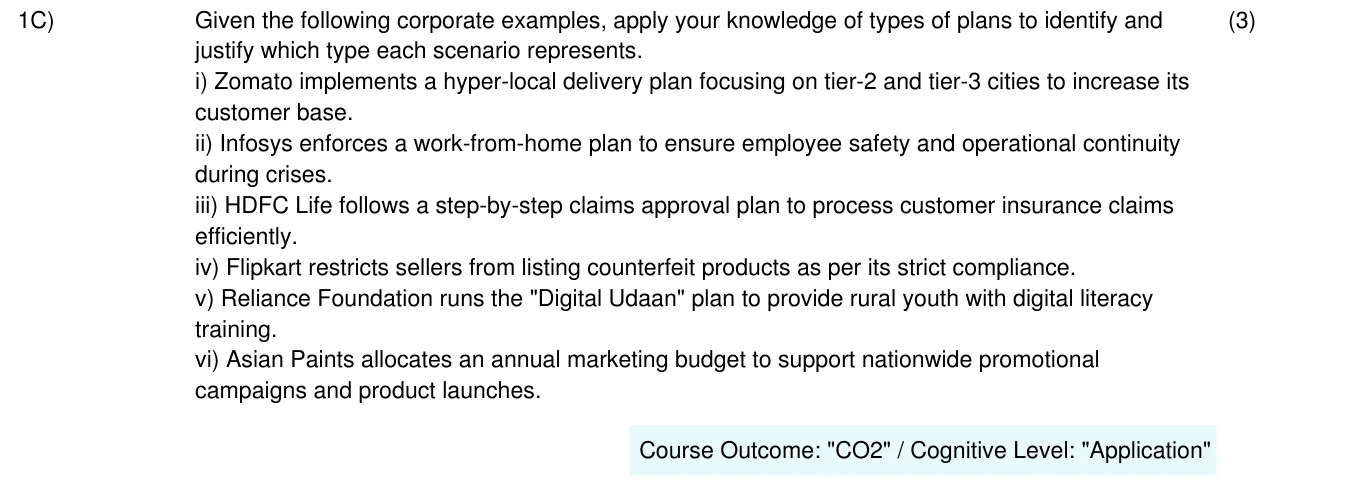 1C) Given the following corporate examples, apply your knowledge of types of plans to identify and (3)
justify which type each scenario represents.
i) Zomato implements a hyper-local delivery plan focusing on tier-2 and tier-3 cities to increase its
customer base.
ii) Infosys enforces a work-from-home plan to ensure employee safety and operational continuity
during crises.
iii) HDFC Life follows a step-by-step claims approval plan to process customer insurance claims
efficiently.
iv) Flipkart restricts sellers from listing counterfeit products as per its strict compliance.
v) Reliance Foundation runs the "Digital Udaan" plan to provide rural youth with digital literacy
training.
vi) Asian Paints allocates an annual marketing budget to support nationwide promotional
campaigns and product launches.
Course Outcome: "CO2" / Cognitive Level: "Application"